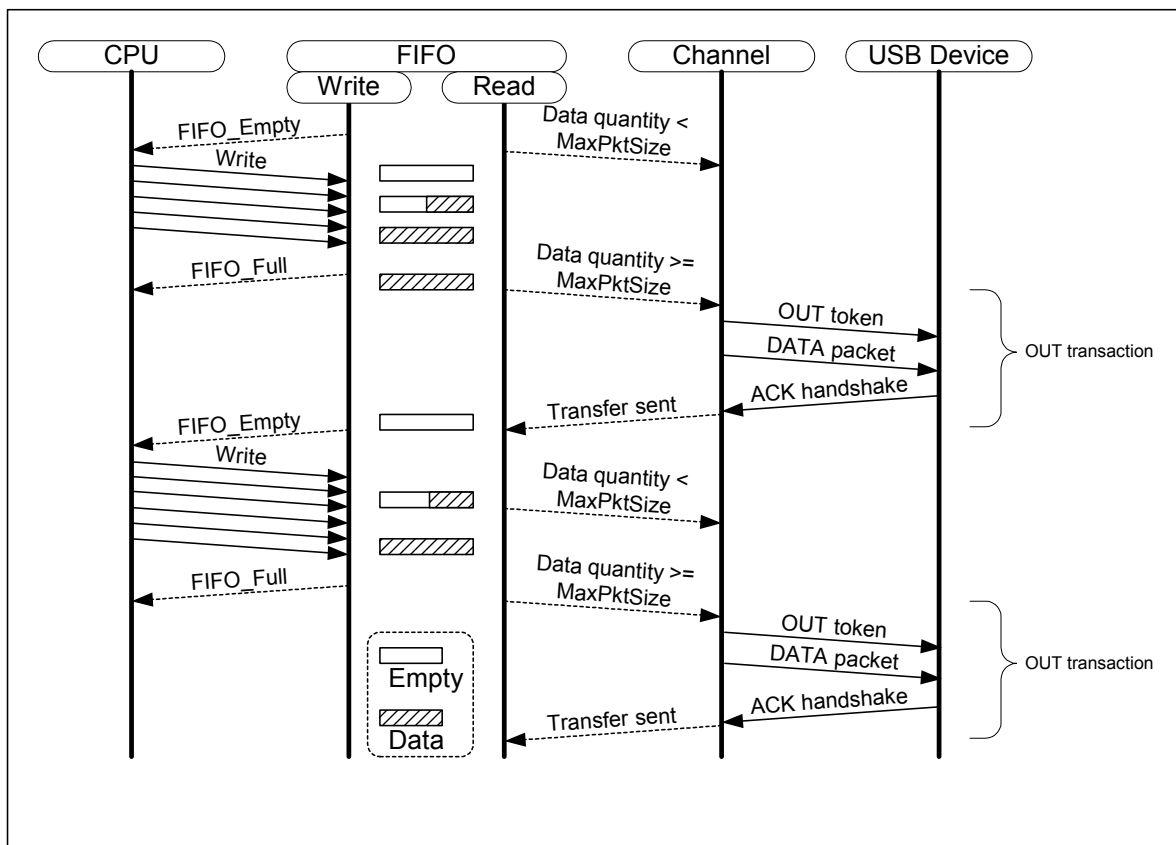 CPU
FIFO
Channel
USB Device
Write
Read
FIFO_Empty
Data quantity <
MaxPktSize
Write
FIFO_Full
Data quantity >=
MaxPktSize
OUT token
DATA packet
OUT transaction
ACK handshake
Transfer sent
FIFO_Empty
Write
Data quantity <
MaxPktSize
FIFO_Full
Data quantity >=
MaxPktSize
OUT token
DATA packet
OUT transaction
Empty
ACK handshake
Transfer sent
Data